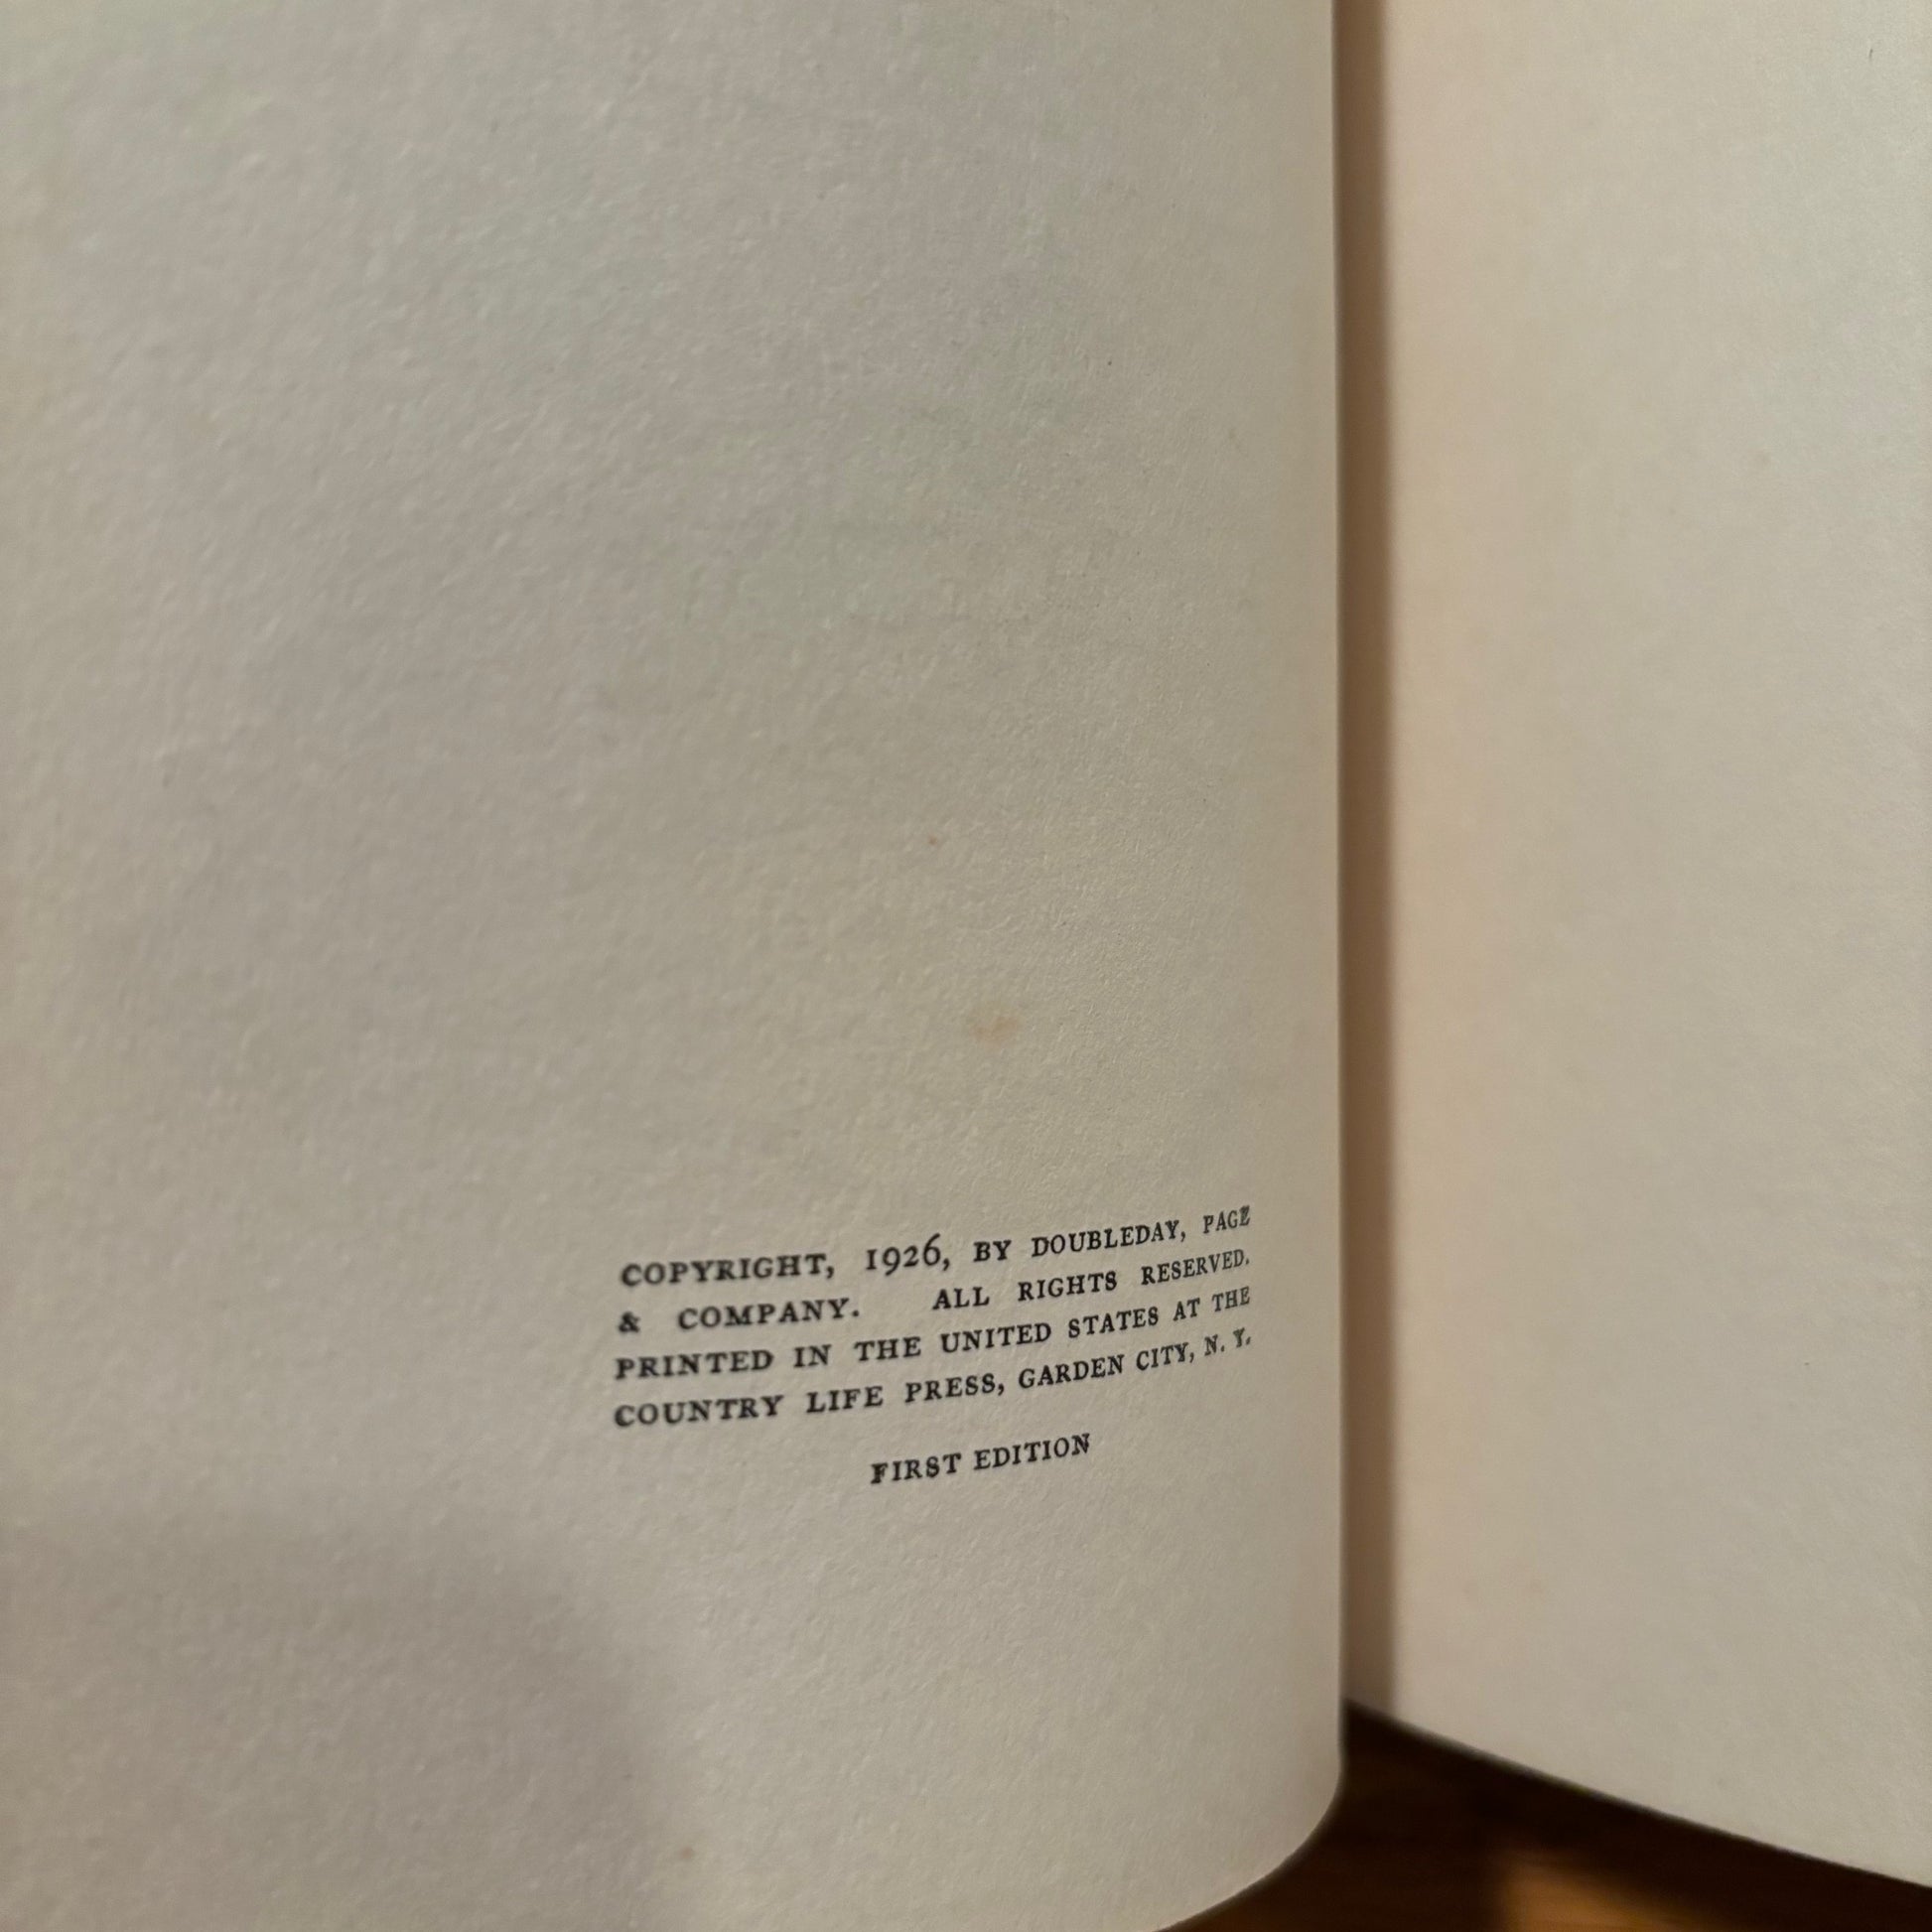 COPYRIGHT, 1926, BY DOUBLEDAY, PAGE
& COMPANY. ALL RIGHTS RESERVED.
PRINTED IN THE UNITED STATES AT THE
COUNTRY LIFE PRESS, GARDEN CITY, N. Y.
FIRST EDITION